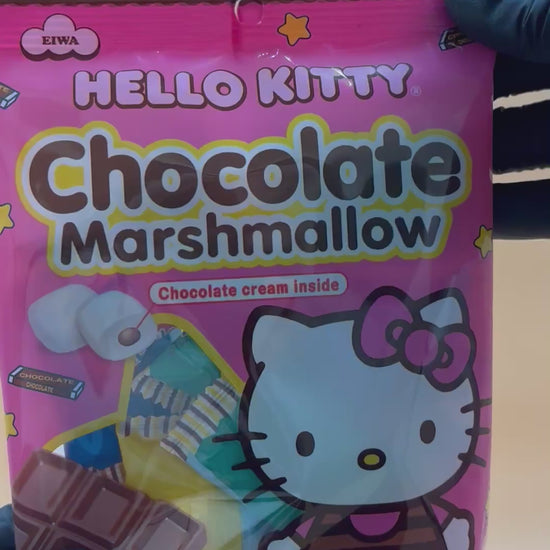 EIWA
HELLO KITTY®
Chocolate
Marshmallow
Chocolate cream inside
CHOCOLATE
CHOCOLATE